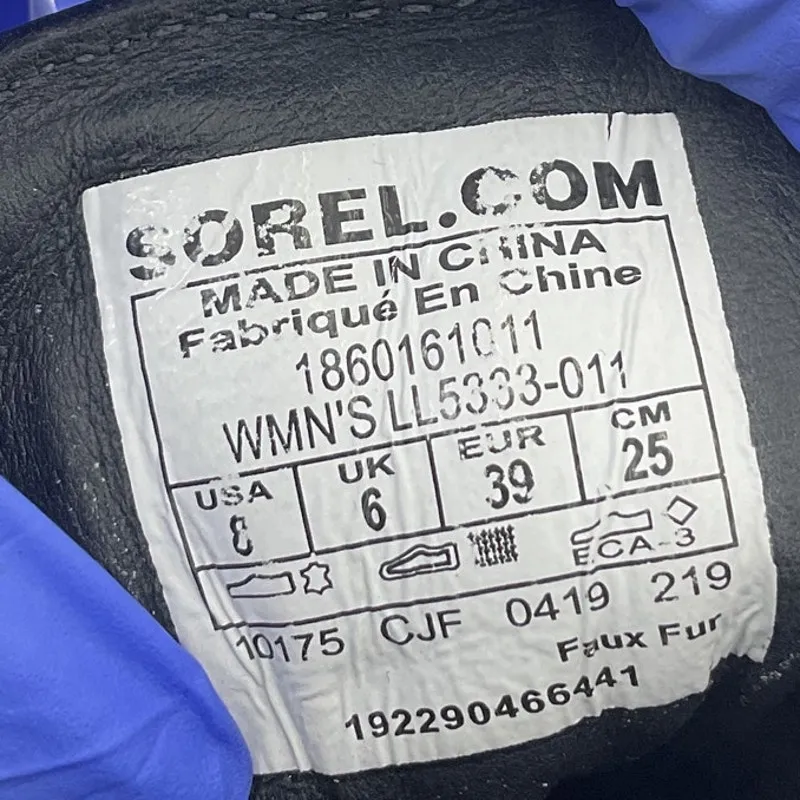 SOREL.COM
MADE IN CHINA
Fabriqué En Chine
1860161011
WMN'S LL5333-011
USA UK EUR CM
8 6 39 25
ECA-3
10175 CJF 0419 219
Faux Fur
192290466441